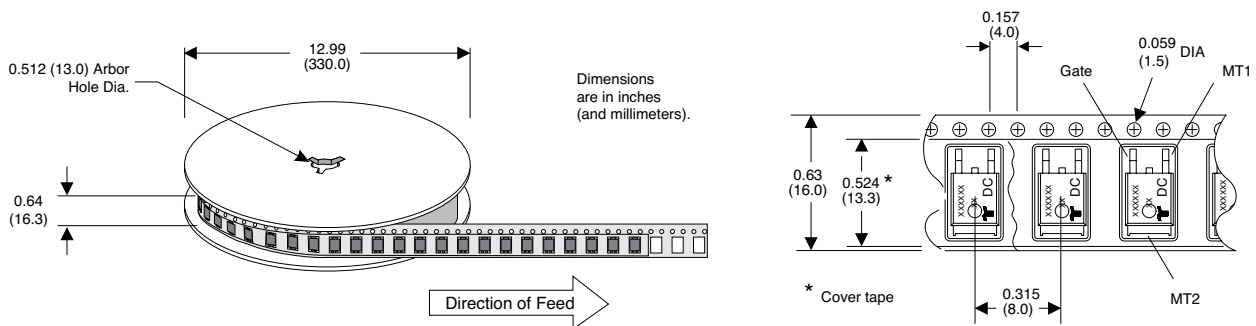 12.99
(330.0)
0.512 (13.0) Arbor
Hole Dia.
Dimensions
are in inches
(and millimeters).
0.64
(16.3)
Direction of Feed
0.157
(4.0)
0.059
(1.5)
DIA
Gate
MT1
0.63
(16.0)
0.524 *
(13.3)
XXXXXX
XXXXX
DC
XXXXXX
XXXXX
DC
XXXXXX
XXXXX
DC
XXXXXX
* Cover tape
0.315
(8.0)
MT2